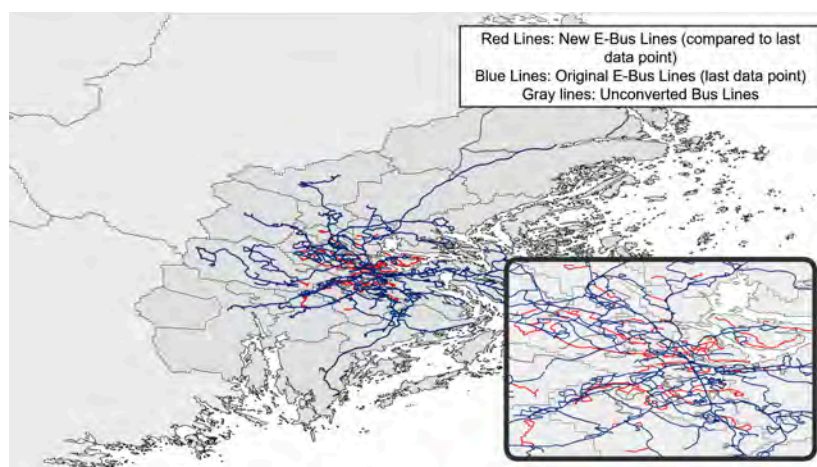 Red Lines: New E-Bus Lines (compared to last
data point)
Blue Lines: Original E-Bus Lines (last data point)
Gray lines: Unconverted Bus Lines